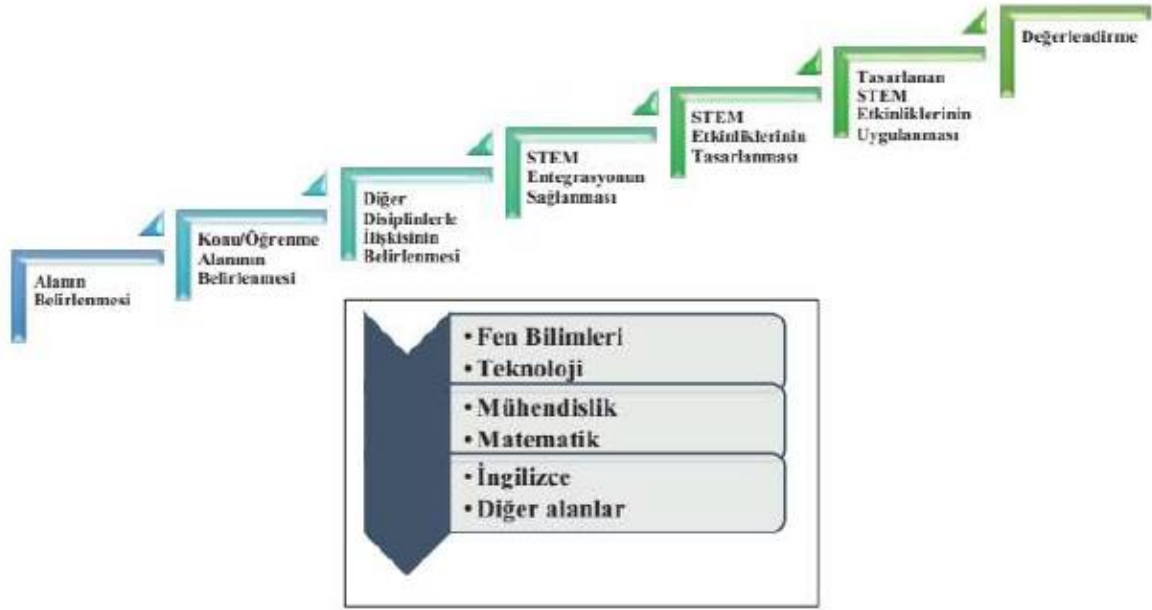 Alanın
Belirlenmesi
Konu/Öğrenme
Alanının
Belirlenmesi
Diğer
Disiplinlerle
İlişkisinin
Belirlenmesi
STEM
Entegrasyonun
Sağlanması
STEM
Etkinliklerinin
Tasarlanması
Tasarlanan
STEM
Etkinliklerinin
Uygulanması
Değerlendirme
• Fen Bilimleri
• Teknoloji
• Mühendislik
• Matematik
• İngilizce
• Diğer alanlar